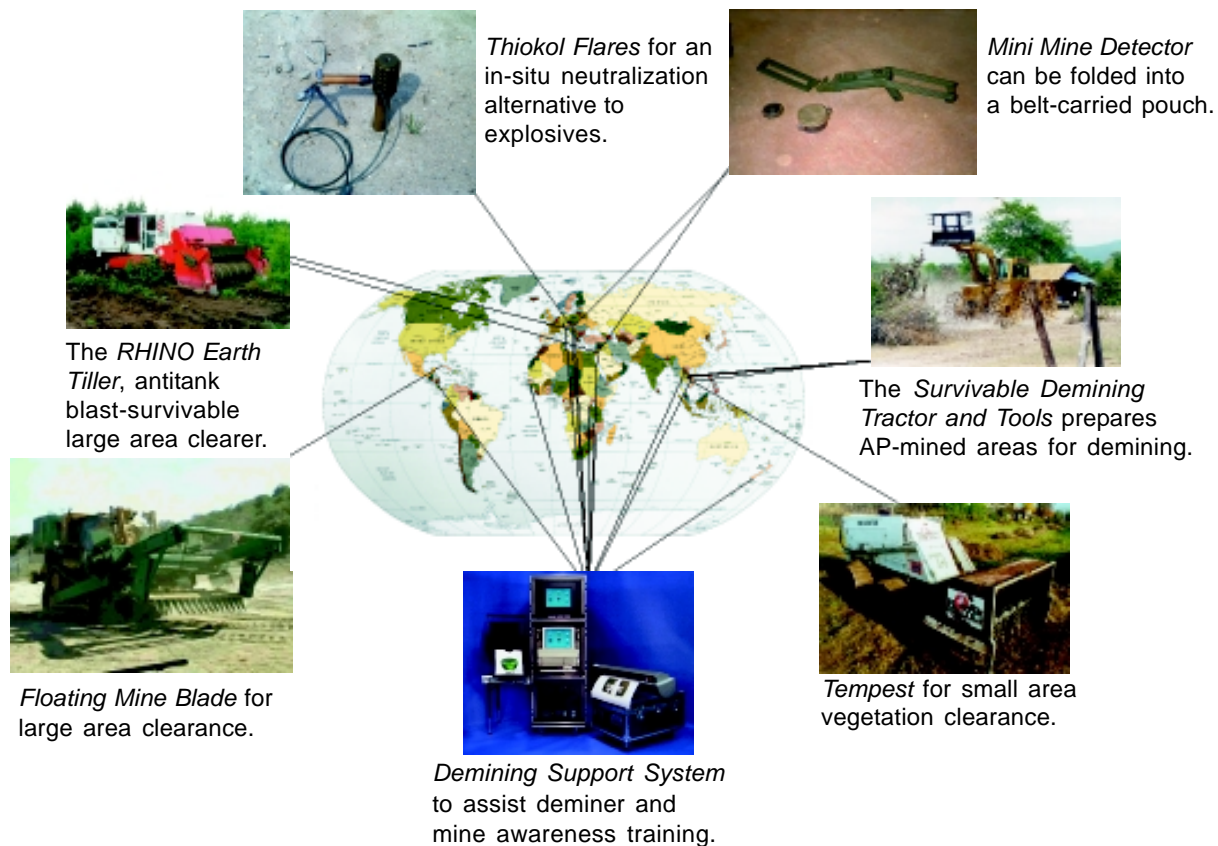 Thiokol Flares for an
in-situ neutralization
alternative to
explosives.
Mini Mine Detector
can be folded into
a belt-carried pouch.
The RHINO Earth
Tiller, antitank
blast-survivable
large area clearer.
The Survivable Demining
Tractor and Tools prepares
AP-mined areas for demining.
Floating Mine Blade for
large area clearance.
Tempest for small area
vegetation clearance.
Demining Support System
to assist deminer and
mine awareness training.